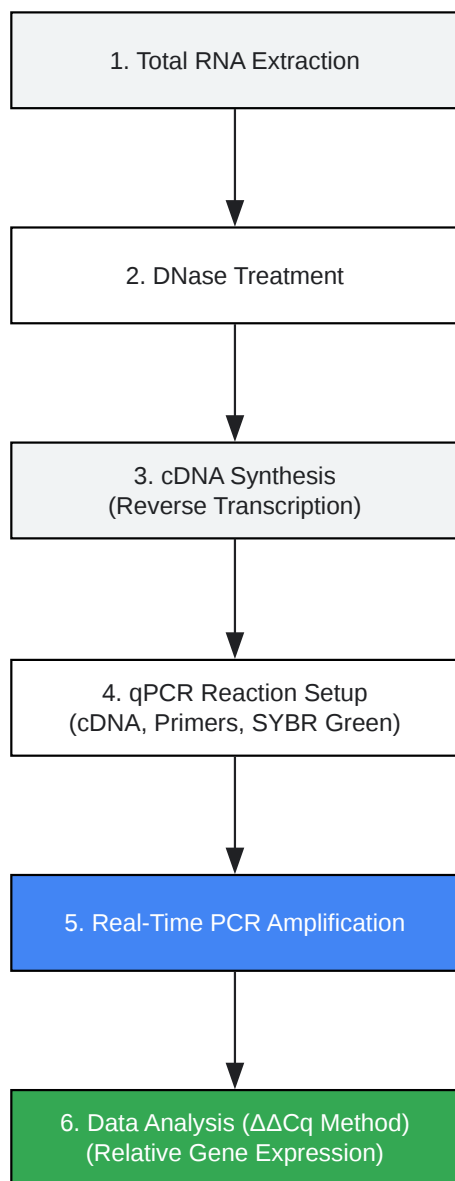 1. Total RNA Extraction
2. DNase Treatment
3. cDNA Synthesis
(Reverse Transcription)
4. qPCR Reaction Setup
(cDNA, Primers, SYBR Green)
5. Real-Time PCR Amplification
6. Data Analysis (ΔΔCq Method)
(Relative Gene Expression)